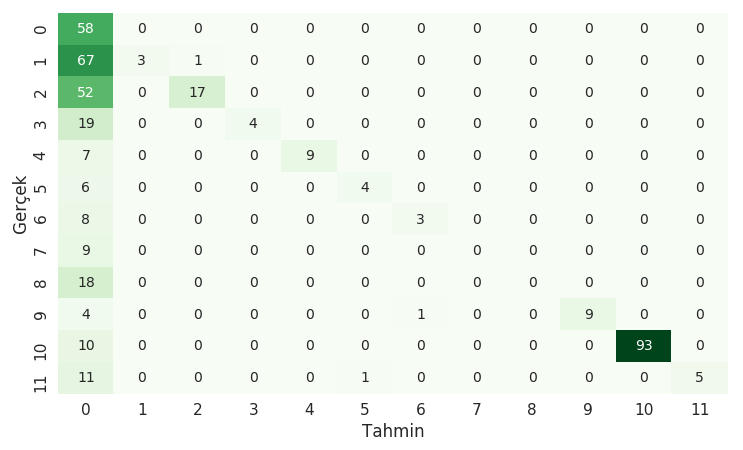 0 58 0 0 0 0 0 0 0 0 0 0 0
1 67 3 1 0 0 0 0 0 0 0 0 0
2 52 0 17 0 0 0 0 0 0 0 0 0
3 19 0 0 4 0 0 0 0 0 0 0 0
4 7 0 0 0 9 0 0 0 0 0 0 0
5 6 0 0 0 0 4 0 0 0 0 0 0
6 8 0 0 0 0 0 3 0 0 0 0 0
7 9 0 0 0 0 0 0 0 0 0 0 0
8 18 0 0 0 0 0 0 0 0 0 0 0
9 4 0 0 0 0 0 1 0 0 9 0 0
10 10 0 0 0 0 0 0 0 0 0 93 0
11 11 0 0 0 0 1 0 0 0 0 0 5
0 1 2 3 4 5 6 7 8 9 10 11
Gerçek
Tahmin